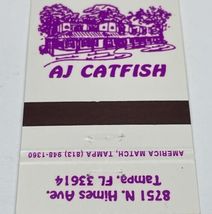 AJ CATFISH
AMERICA MATCH, TAMPA (813) 948-1360
8751 N. Himes Ave.
Tampa. FL 33614